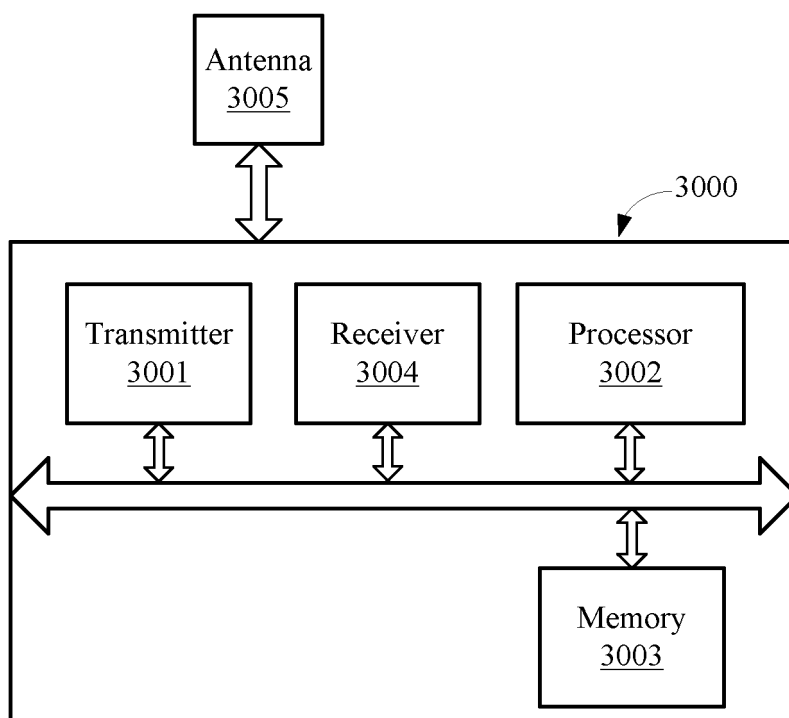 Antenna
3005
3000
Transmitter
3001
Receiver
3004
Processor
3002
Memory
3003